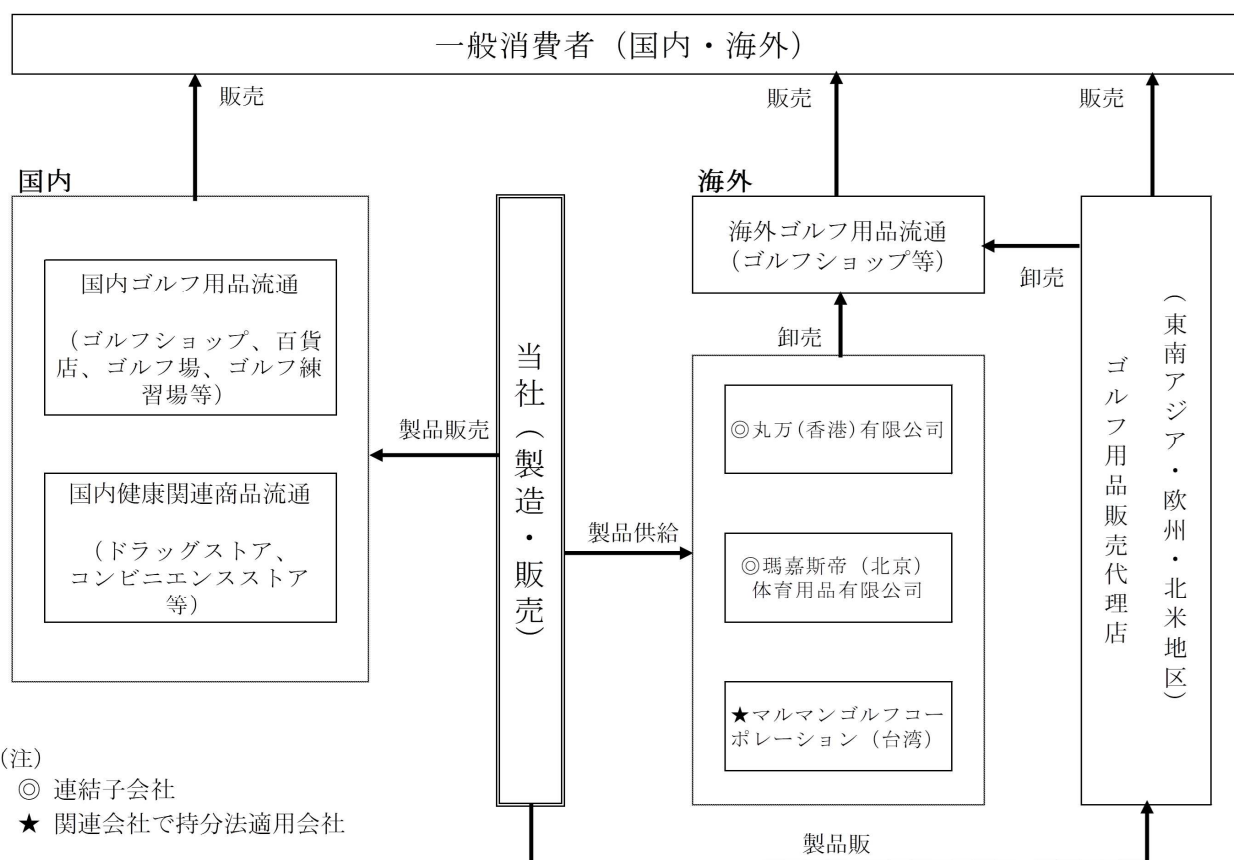 一般消費者（国内・海外）
販売
販売
販売
国内
国内ゴルフ用品流通
（ゴルフショップ、百貨
店、ゴルフ場、ゴルフ練
習場等）
国内健康関連商品流通
（ドラッグストア、
コンビニエンスストア
等）
製品販売
当社（製造・販売）
製品供給
海外
海外ゴルフ用品流通
（ゴルフショップ等）
卸売
卸売
◎丸万(香港)有限公司
◎瑪嘉斯帝（北京）
体育用品有限公司
★マルマンゴルフコー
ポレーション（台湾）
（東南アジア・欧州・北米地区）
ゴルフ用品販売代理店
(注)
◎ 連結子会社
★ 関連会社で持分法適用会社
製品販